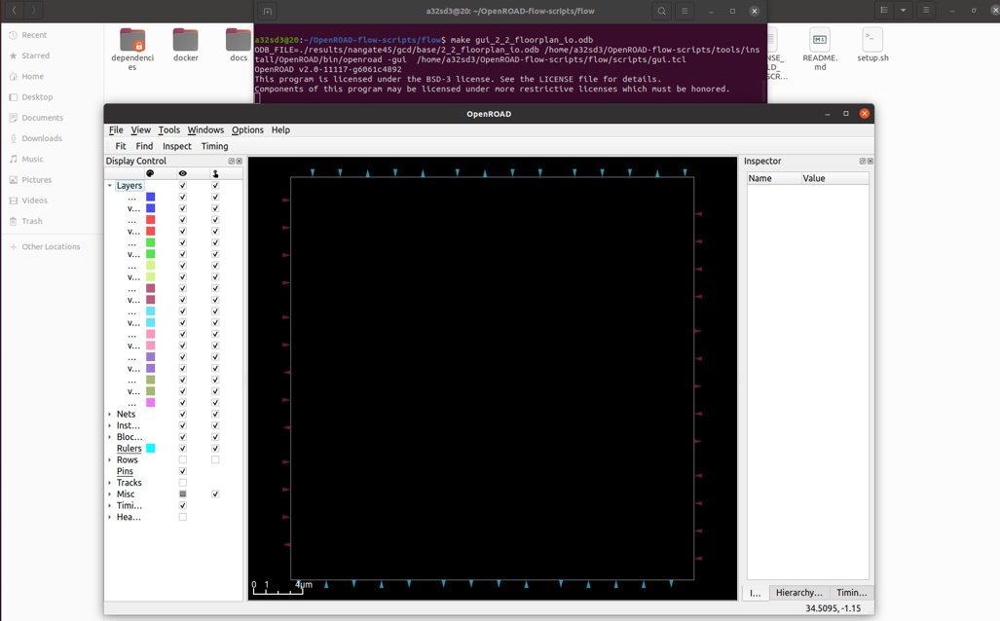 a32sd3@20: ~/OpenROAD-flow-scripts/flow
Recent
Starred
Home
Desktop
Documents
Downloads
Music
Pictures
Videos
Trash
Other Locations
dependenci
es
docker
docs
README.
md
setup.sh
a32sd3@20:~/OpenROAD-flow-scripts/flow$ make gui_2_2_floorplan_io.odb
ODB_FILE=./results/nangate45/gcd/base/2_2_floorplan_io.odb /home/a32sd3/OpenROAD-flow-scripts/tools/ins
tall/OpenROAD/bin/openroad -gui /home/a32sd3/OpenROAD-flow-scripts/flow/scripts/gui.tcl
OpenROAD v2.0-11117-g6061c4892
This program is licensed under the BSD-3 license. See the LICENSE file for details.
Components of this program may be licensed under more restrictive licenses which must be honored.
OpenROAD
File View Tools Windows Options Help
Fit Find Inspect Timing
Display Control
Layers
...
v...
...
v...
...
v...
...
v...
...
v...
...
v...
...
v...
...
v...
...
v...
...
Nets
Inst...
Bloc...
Rulers
Rows
Pins
Tracks
Misc
Timi...
Hea...
0 1 4μm
Inspector
Name Value
I... Hierarchy... Timin...
34.5095, -1.15